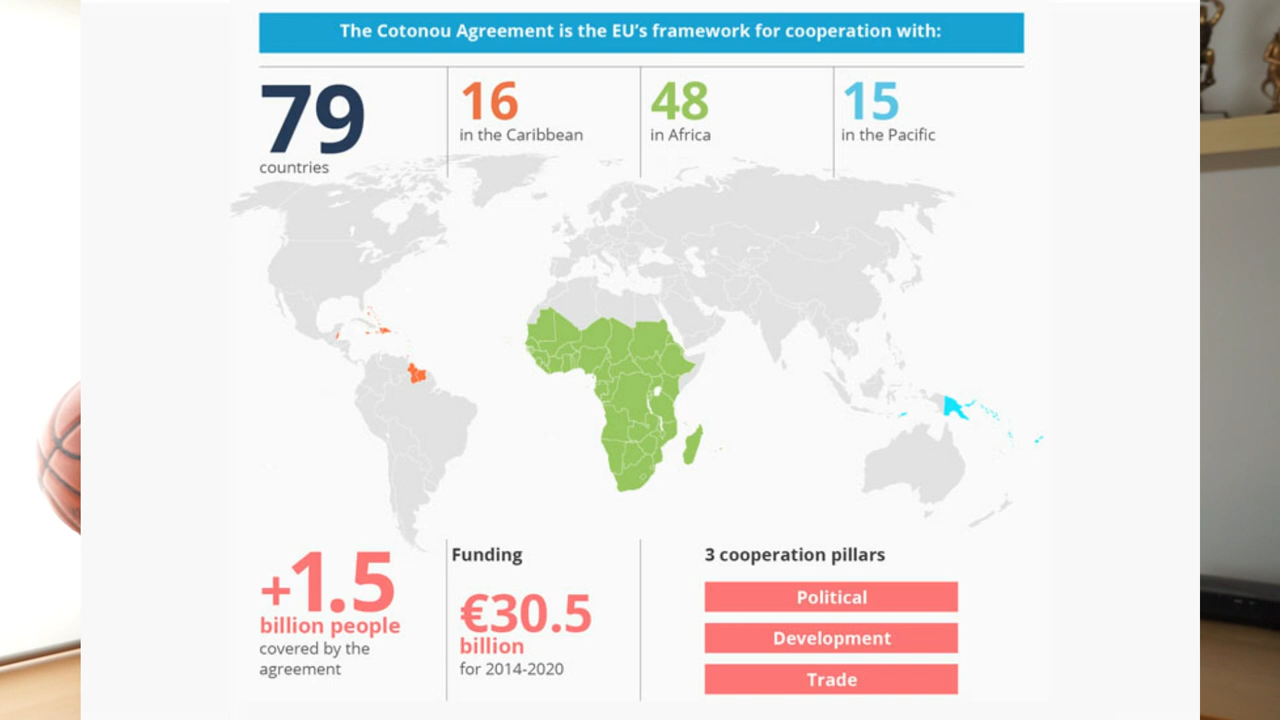 The Cotonou Agreement is the EU's framework for cooperation with:
79
countries
16
in the Caribbean
48
in Africa
15
in the Pacific
+1.5
billion people
covered by the
agreement
Funding
€30.5
billion
for 2014-2020
3 cooperation pillars
Political
Development
Trade